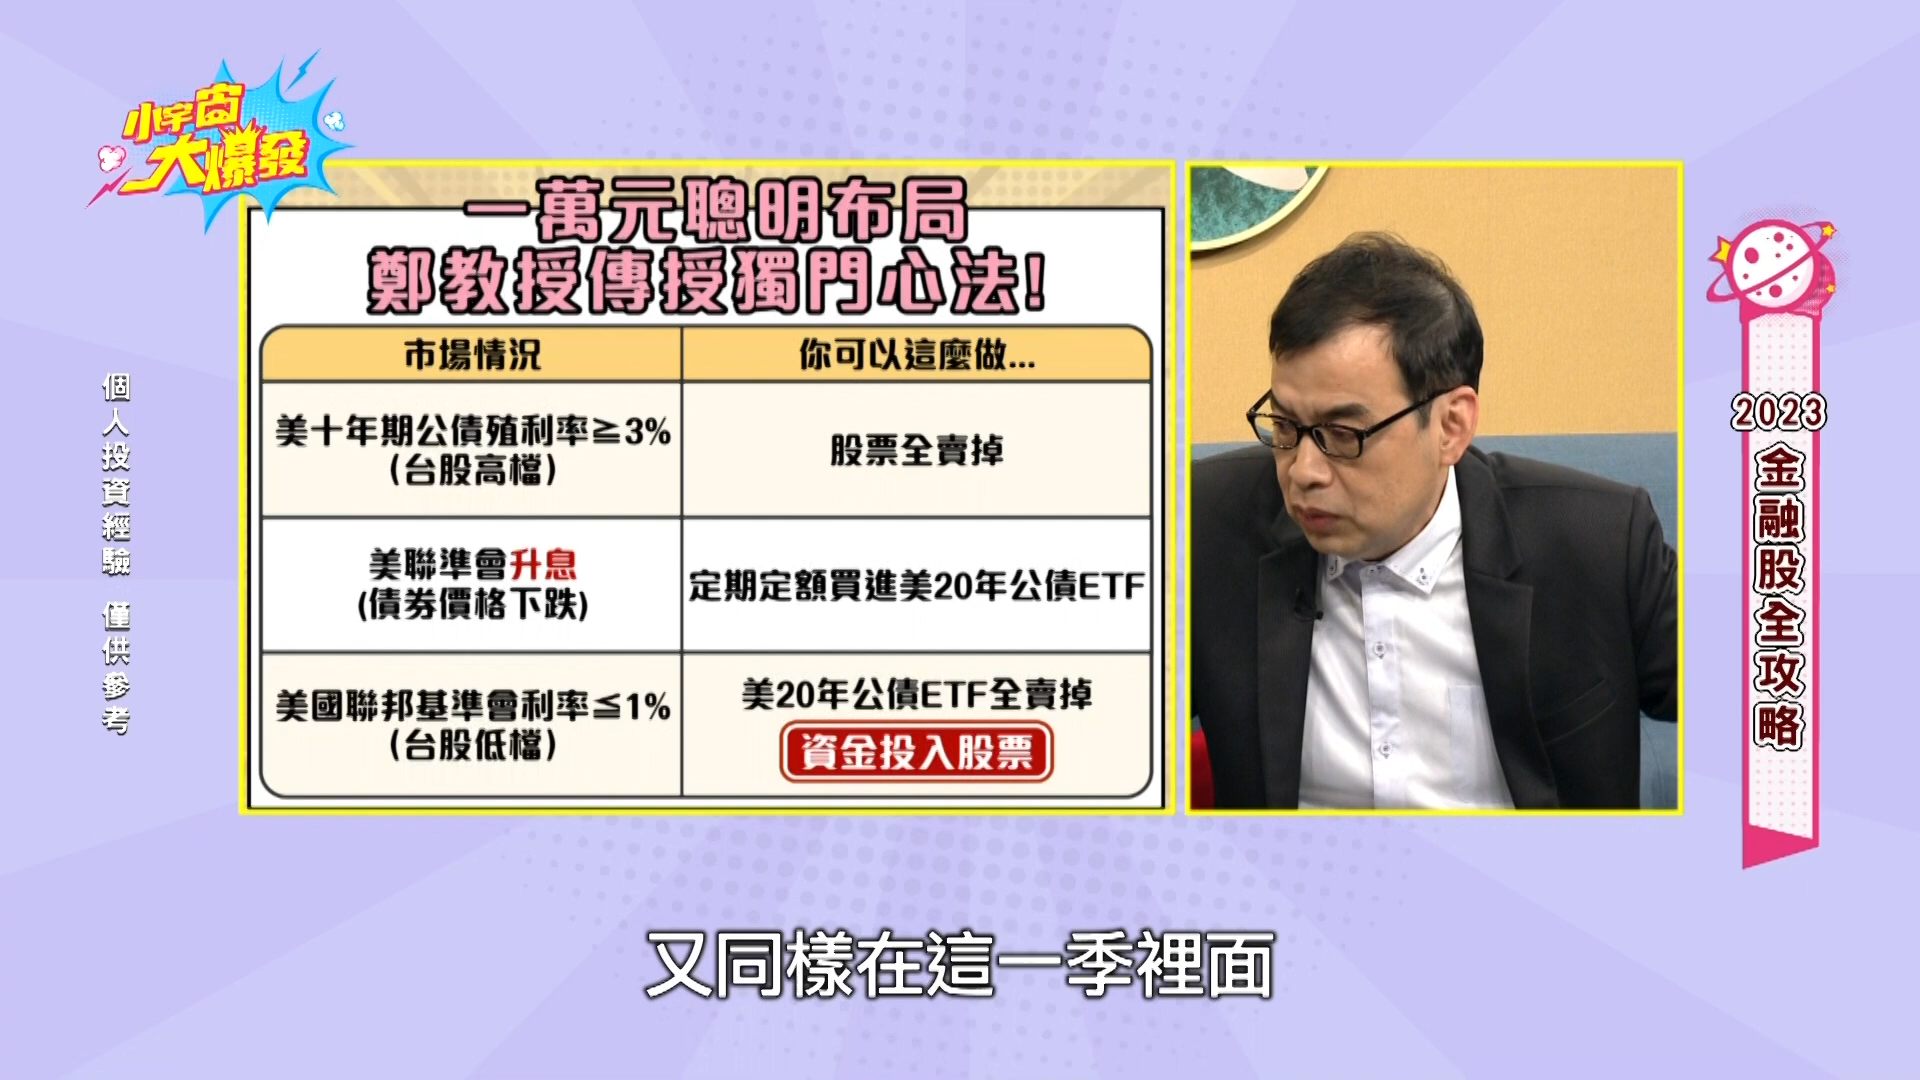 小宇宙
大爆發
一萬元聰明布局
鄭教授傳授獨門心法!
市場情況
你可以這麼做...
美十年期公債殖利率≧3%
(台股高檔)
股票全賣掉
美聯準會升息
(債券價格下跌)
定期定額買進美20年公債ETF
美國聯邦基準會利率≦1%
(台股低檔)
美20年公債ETF全賣掉
資金投入股票
個人投資經驗 僅供參考
2023
金融股全攻略
又同樣在這一季裡面